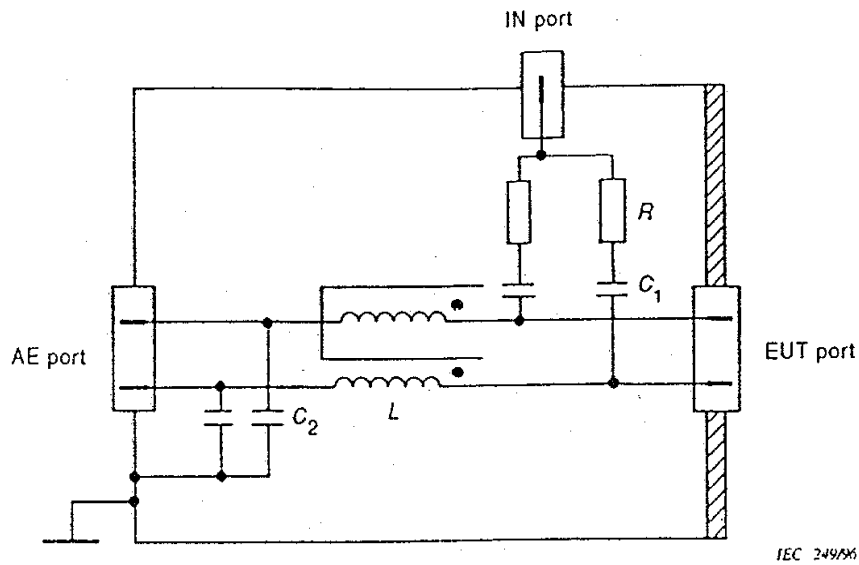 IN port
R
C1
AE port
EUT port
C2
L
IEC 249/96